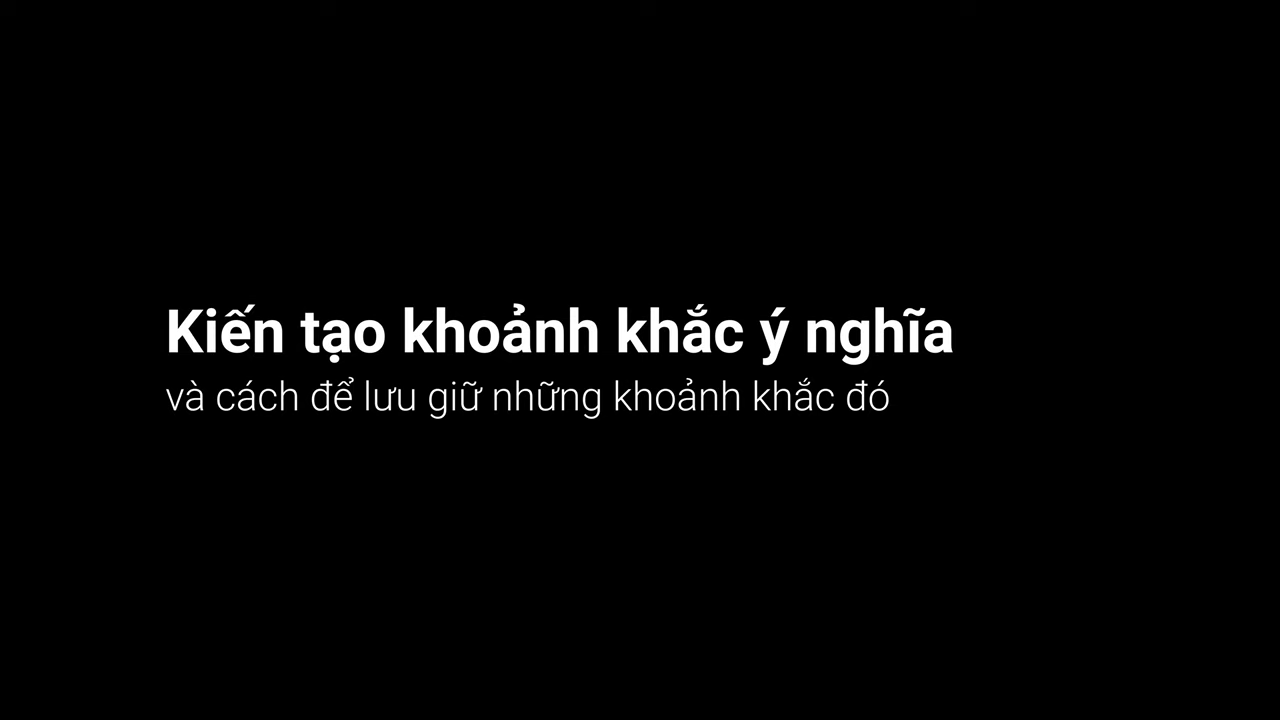 Kiến tạo khoảnh khắc ý nghĩa
và cách để lưu giữ những khoảnh khắc đó